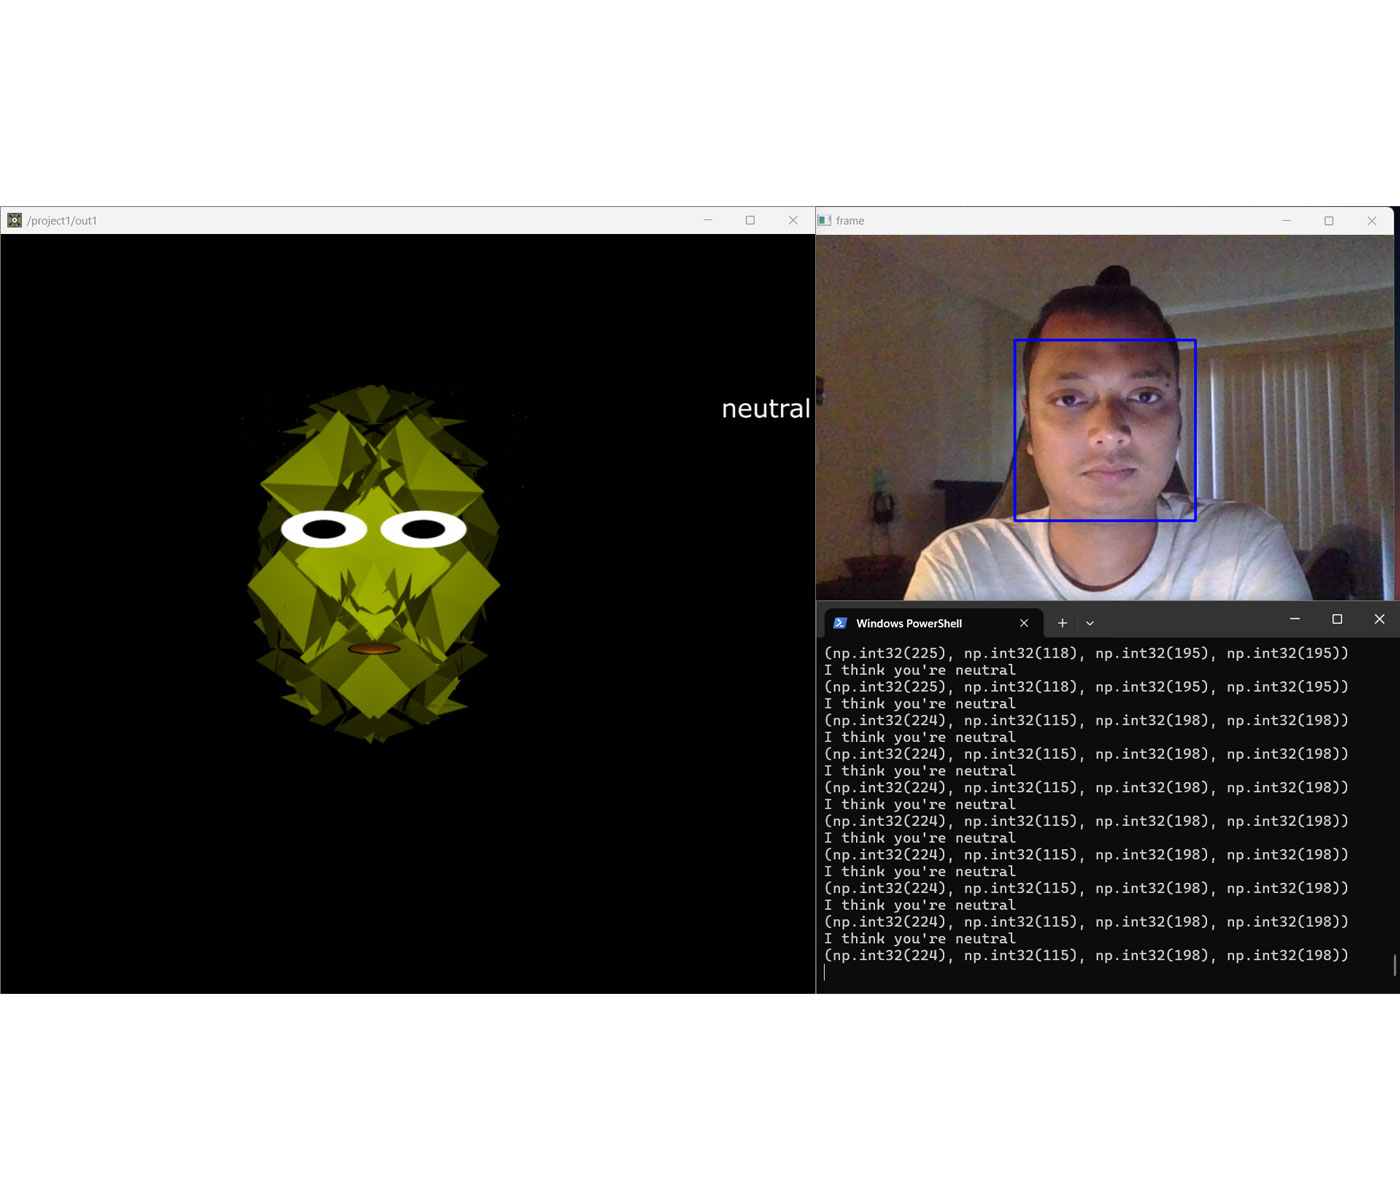 /project1/out1
neutral
frame
Windows PowerShell
(np.int32(225), np.int32(118), np.int32(195), np.int32(195))
I think you're neutral
(np.int32(225), np.int32(118), np.int32(195), np.int32(195))
I think you're neutral
(np.int32(224), np.int32(115), np.int32(198), np.int32(198))
I think you're neutral
(np.int32(224), np.int32(115), np.int32(198), np.int32(198))
I think you're neutral
(np.int32(224), np.int32(115), np.int32(198), np.int32(198))
I think you're neutral
(np.int32(224), np.int32(115), np.int32(198), np.int32(198))
I think you're neutral
(np.int32(224), np.int32(115), np.int32(198), np.int32(198))
I think you're neutral
(np.int32(224), np.int32(115), np.int32(198), np.int32(198))
I think you're neutral
(np.int32(224), np.int32(115), np.int32(198), np.int32(198))
I think you're neutral
(np.int32(224), np.int32(115), np.int32(198), np.int32(198))